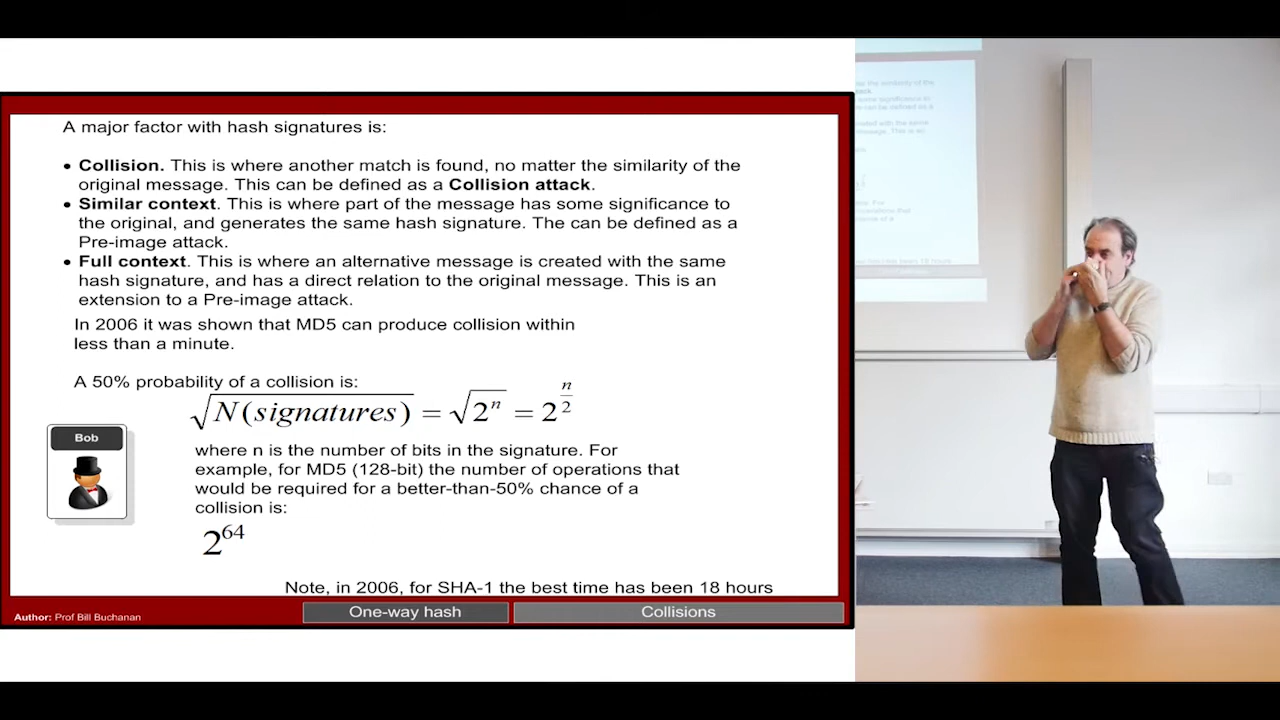 A major factor with hash signatures is:
• Collision. This is where another match is found, no matter the similarity of the
original message. This can be defined as a Collision attack.
• Similar context. This is where part of the message has some significance to
the original, and generates the same hash signature. The can be defined as a
Pre-image attack.
• Full context. This is where an alternative message is created with the same
hash signature, and has a direct relation to the original message. This is an
extension to a Pre-image attack.
In 2006 it was shown that MD5 can produce collision within
less than a minute.
A 50% probability of a collision is:
√N(signatures) = √2ⁿ = 2^(n/2)
Bob
where n is the number of bits in the signature. For
example, for MD5 (128-bit) the number of operations that
would be required for a better-than-50% chance of a
collision is:
2^64
Note, in 2006, for SHA-1 the best time has been 18 hours
Author: Prof Bill Buchanan
One-way hash
Collisions